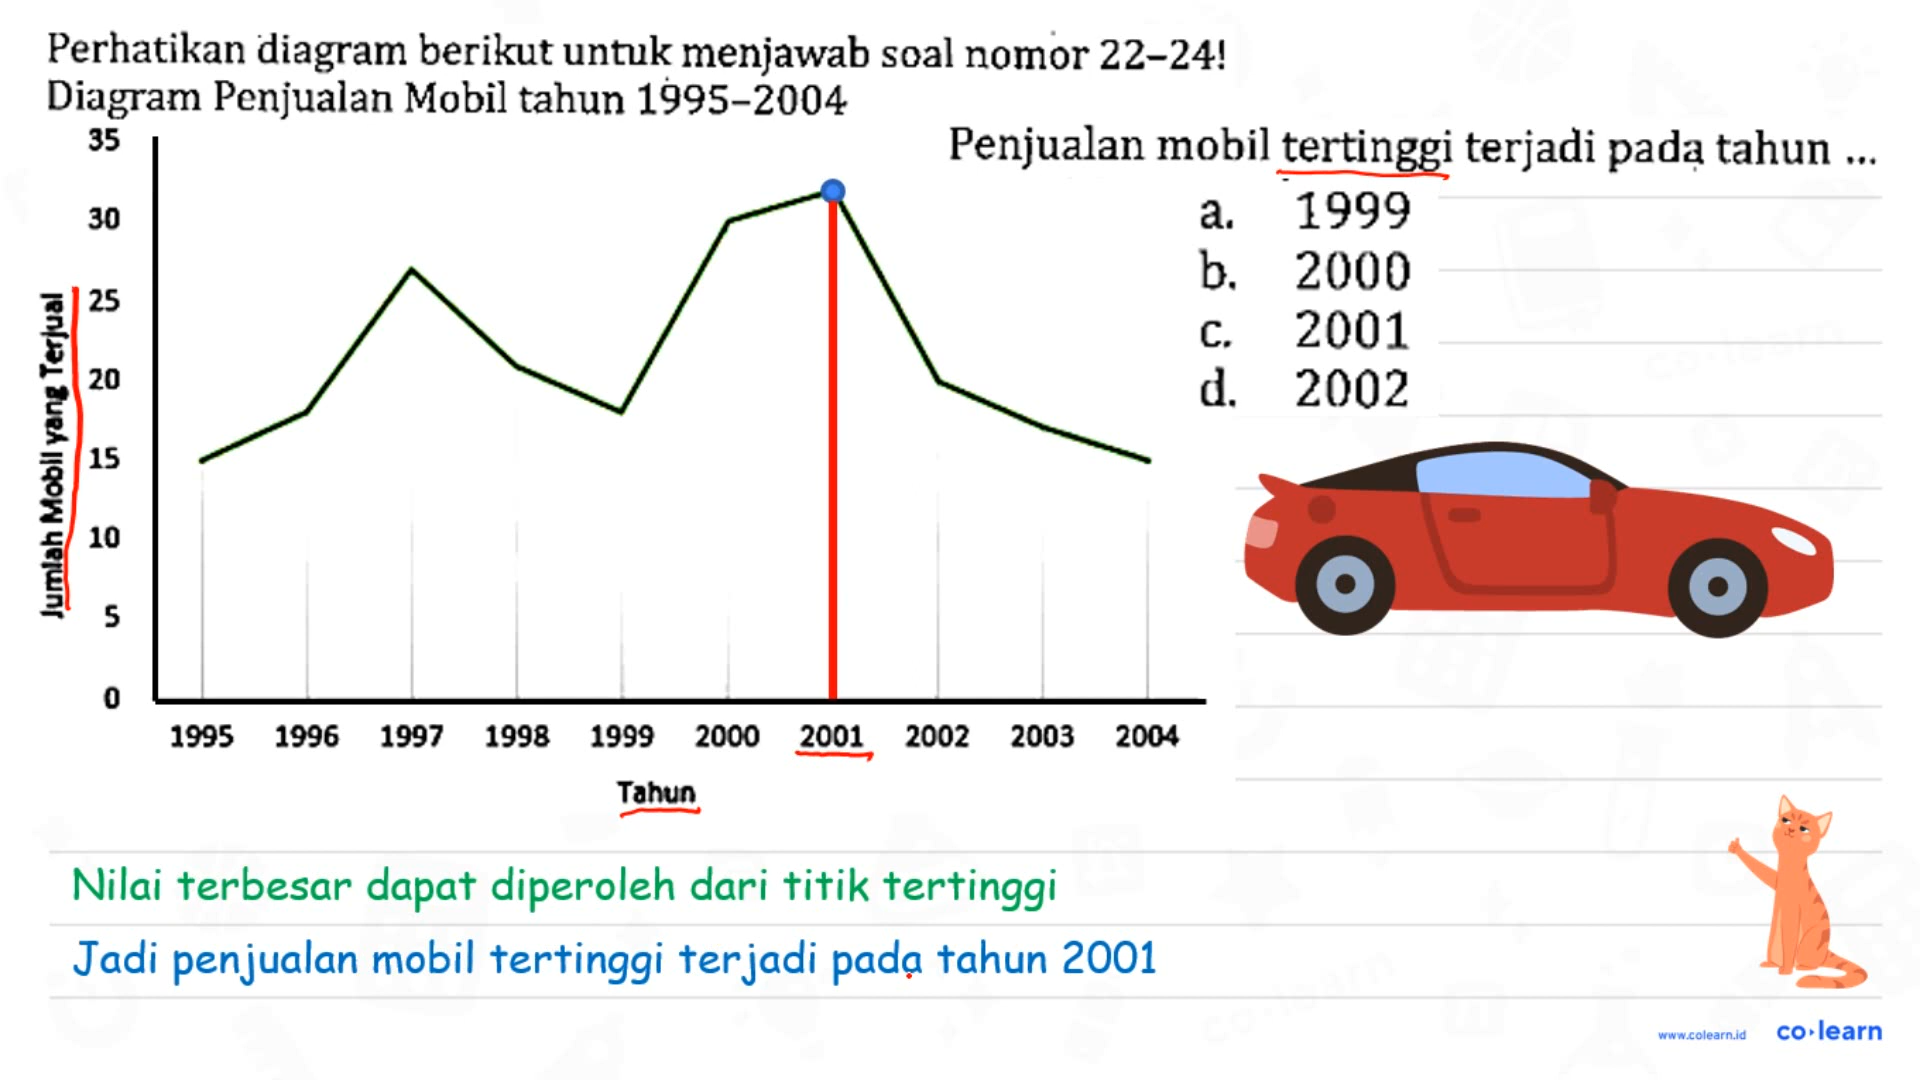 Perhatikan diagram berikut untuk menjawab soal nomor 22–24!
Diagram Penjualan Mobil tahun 1995–2004
Penjualan mobil tertinggi terjadi pada tahun ...
a. 1999
b. 2000
c. 2001
d. 2002
35
30
25
20
15
10
5
0
Jumlah Mobil yang Terjual
1995 1996 1997 1998 1999 2000 2001 2002 2003 2004
Tahun
Nilai terbesar dapat diperoleh dari titik tertinggi
Jadi penjualan mobil tertinggi terjadi pada tahun 2001
www.colearn.id co·learn